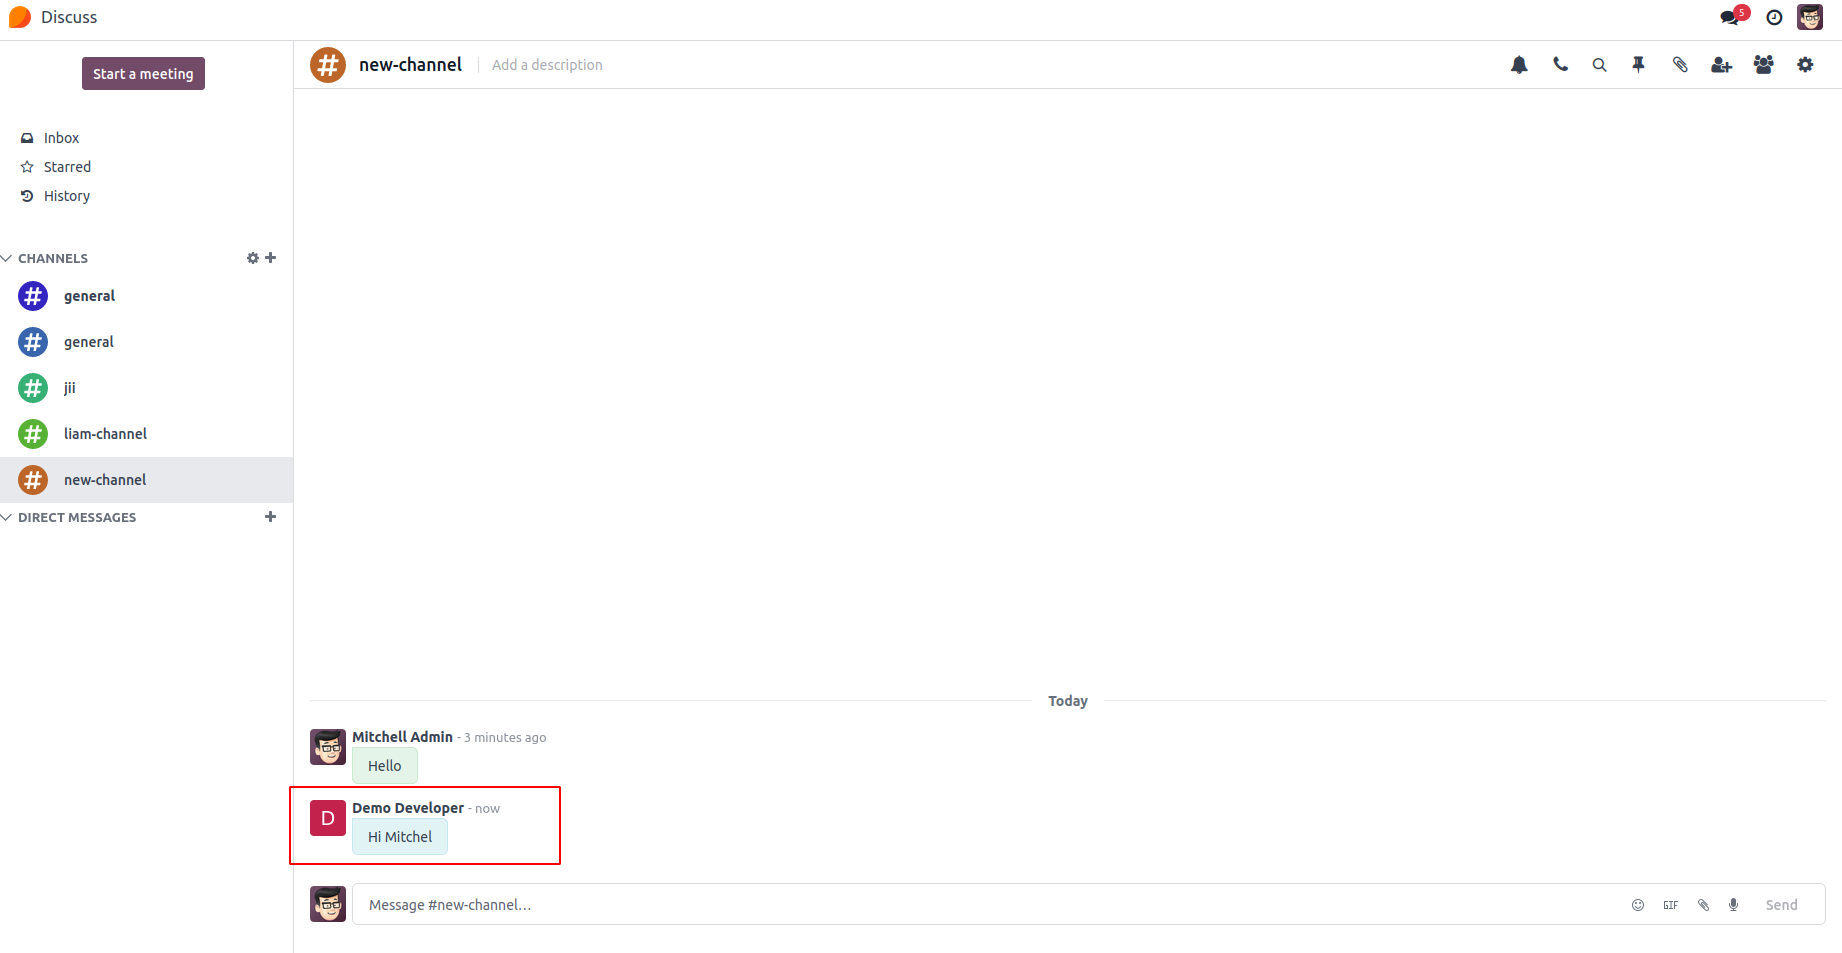 Discuss
5
Start a meeting
new-channel
Add a description
Inbox
Starred
History
CHANNELS
general
general
jii
liam-channel
new-channel
DIRECT MESSAGES
Today
Mitchell Admin - 3 minutes ago
Hello
D
Demo Developer - now
Hi Mitchel
Message #new-channel...
GIF
Send